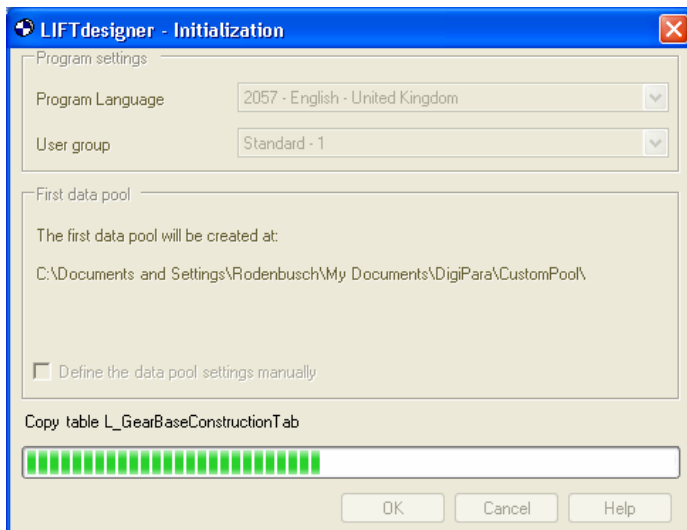 LIFTdesigner - Initialization
Program settings
Program Language 2057 - English - United Kingdom
User group Standard - 1
First data pool
The first data pool will be created at:
C:\Documents and Settings\Rodenbusch\My Documents\DigiPara\CustomPool\
Define the data pool settings manually
Copy table L_GearBaseConstructionTab
OK Cancel Help